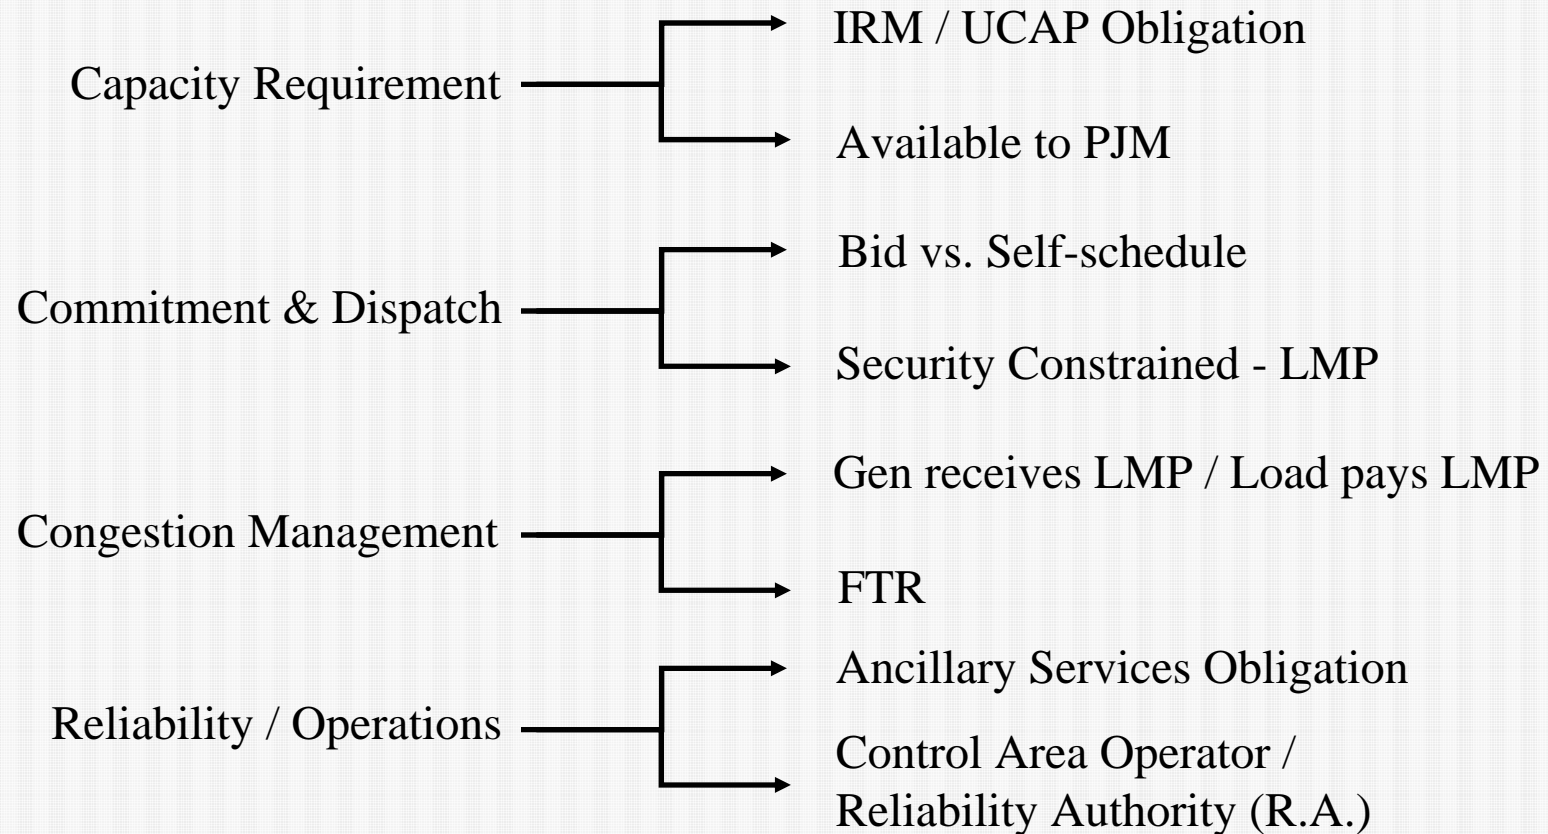 Capacity Requirement
IRM / UCAP Obligation
Available to PJM
Commitment & Dispatch
Bid vs. Self-schedule
Security Constrained - LMP
Congestion Management
Gen receives LMP / Load pays LMP
FTR
Reliability / Operations
Ancillary Services Obligation
Control Area Operator /
Reliability Authority (R.A.)